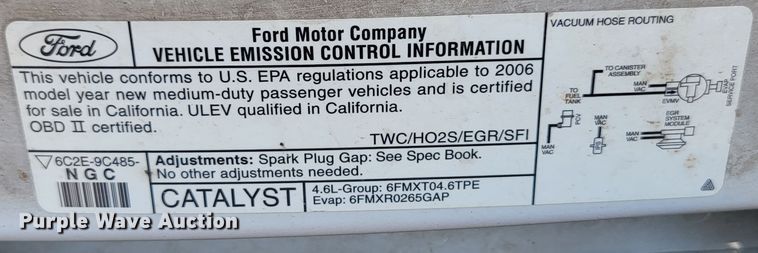 Ford
Ford Motor Company
VEHICLE EMISSION CONTROL INFORMATION
This vehicle conforms to U.S. EPA regulations applicable to 2006
model year new medium-duty passenger vehicles and is certified
for sale in California. ULEV qualified in California.
OBD II certified.
TWC/HO2S/EGR/SFI
6C2E-9C485-
NGC
Adjustments: Spark Plug Gap: See Spec Book.
No other adjustments needed.
CATALYST
4.6L-Group: 6FMXT04.6TPE
Evap: 6FMXR0265GAP
VACUUM HOSE ROUTING
TO CANISTER
ASSEMBLY
MAN
VAC
TO
FUEL
TANK
EVMV
EVAP
SERVICE PORT
MAN
VAC
PCV
MAN
VAC
EGR SYSTEM
MODULE
MAN
VAC
Purple Wave Auction